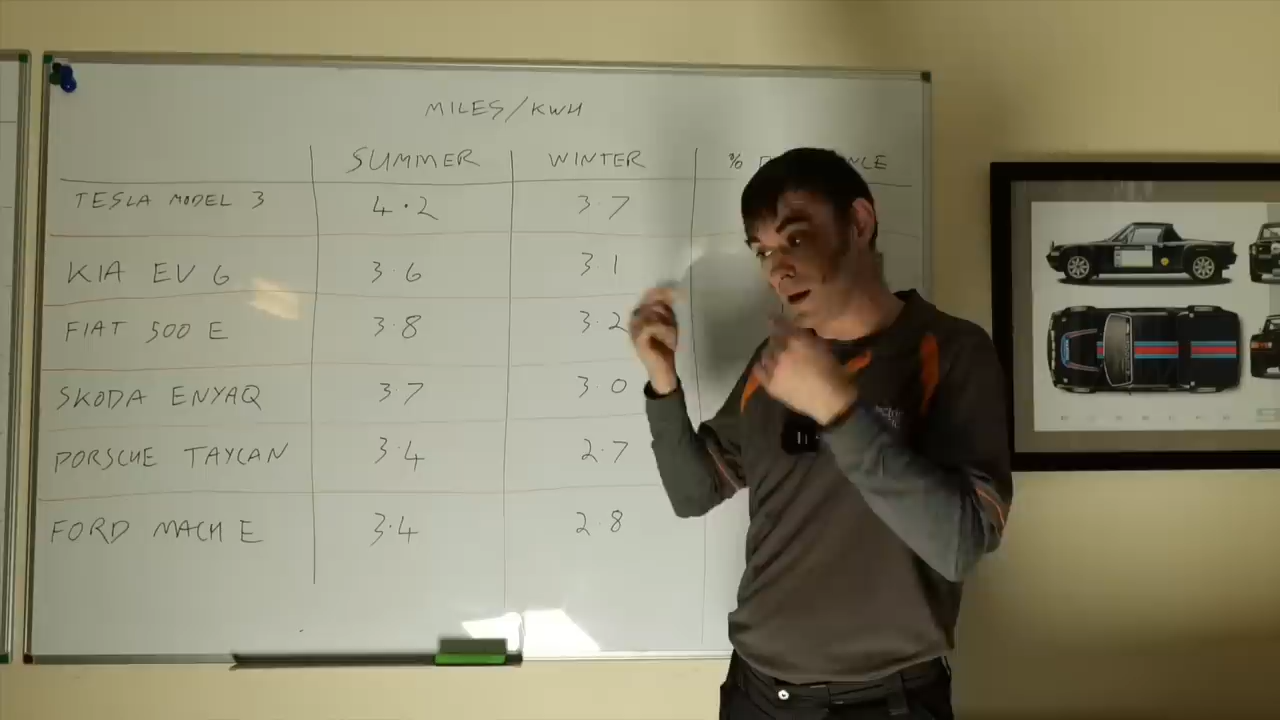 MILES/KWH
SUMMER WINTER %
TESLA MODEL 3 4.2 3.7
KIA EV 6 3.6 3.1
FIAT 500 E 3.8 3.2
SKODA ENYAQ 3.7 3.0
PORSCHE TAYCAN 3.4 2.7
FORD MACH E 3.4 2.8